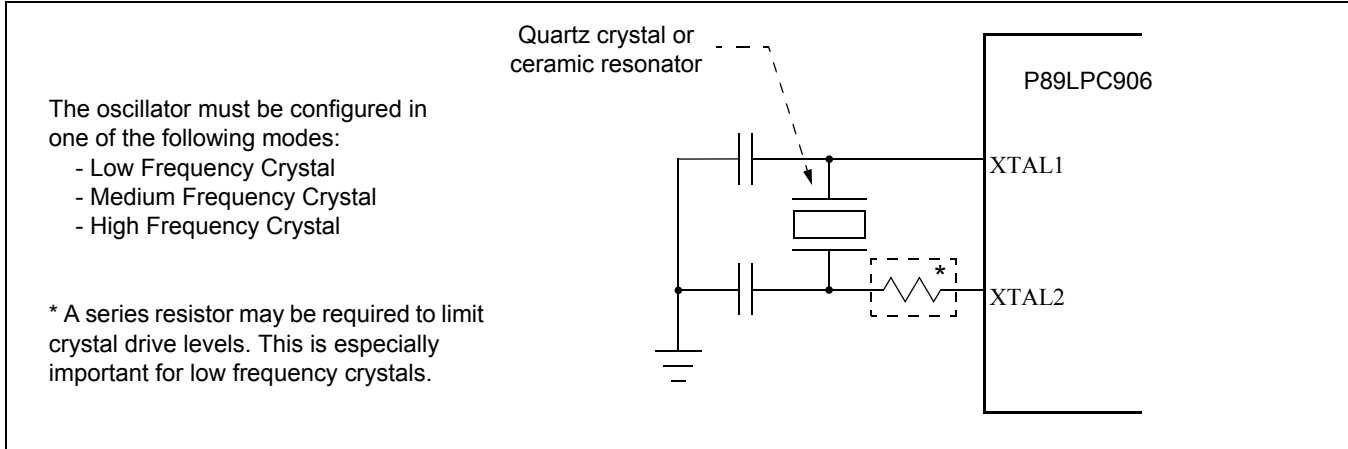 Quartz crystal or
ceramic resonator
P89LPC906
The oscillator must be configured in
one of the following modes:
- Low Frequency Crystal
- Medium Frequency Crystal
- High Frequency Crystal
XTAL1
*
XTAL2
* A series resistor may be required to limit
crystal drive levels. This is especially
important for low frequency crystals.